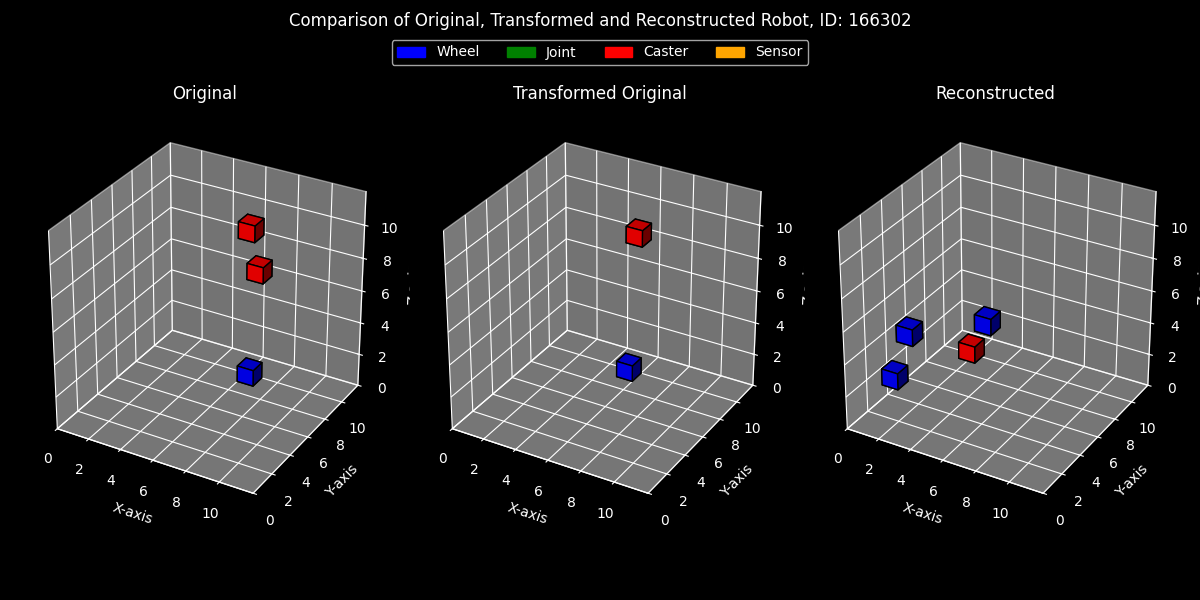 Comparison of Original, Transformed and Reconstructed Robot, ID: 166302
Wheel Joint Caster Sensor
Original Transformed Original Reconstructed
0 2 4 6 8 10
X-axis
0 2 4 6 8 10
Y-axis
0 2 4 6 8 10
0 2 4 6 8 10
X-axis
0 2 4 6 8 10
Y-axis
0 2 4 6 8 10
0 2 4 6 8 10
X-axis
0 2 4 6 8 10
Y-axis
0 2 4 6 8 10